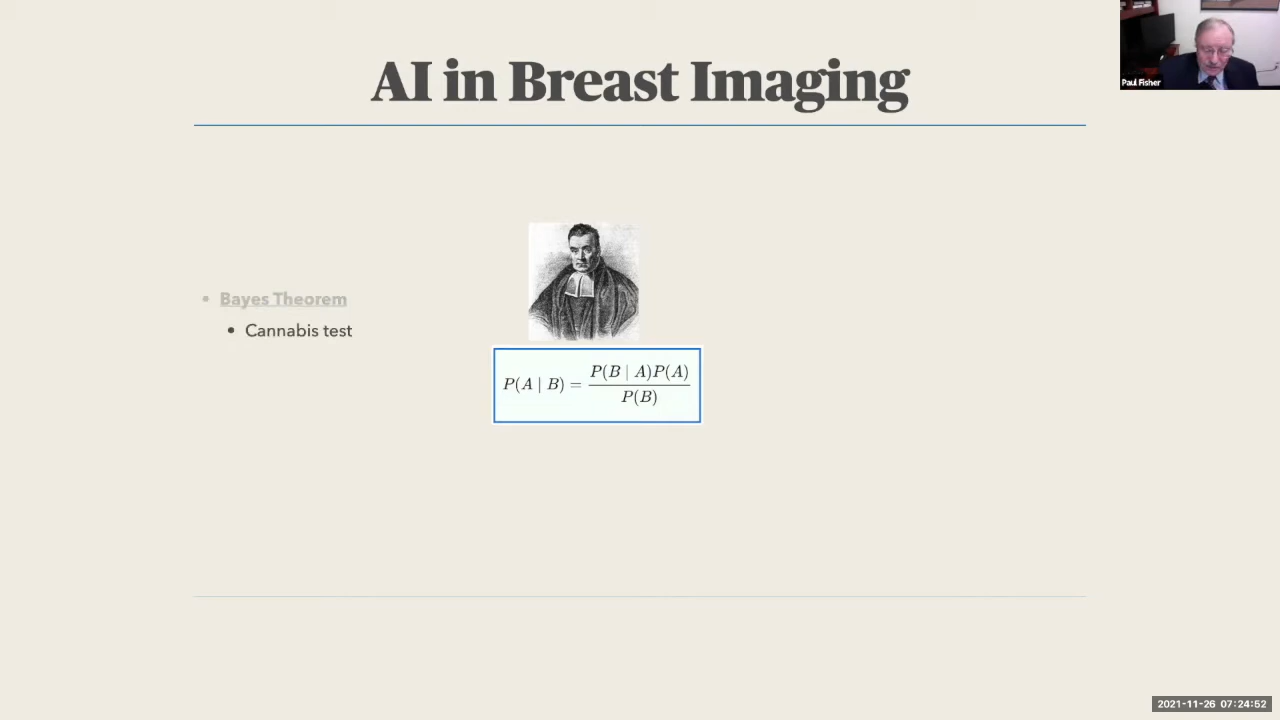 AI in Breast Imaging
Paul Fisher
• Bayes Theorem
• Cannabis test
P(A | B) = P(B | A)P(A) / P(B)
2021-11-26 07:24:52